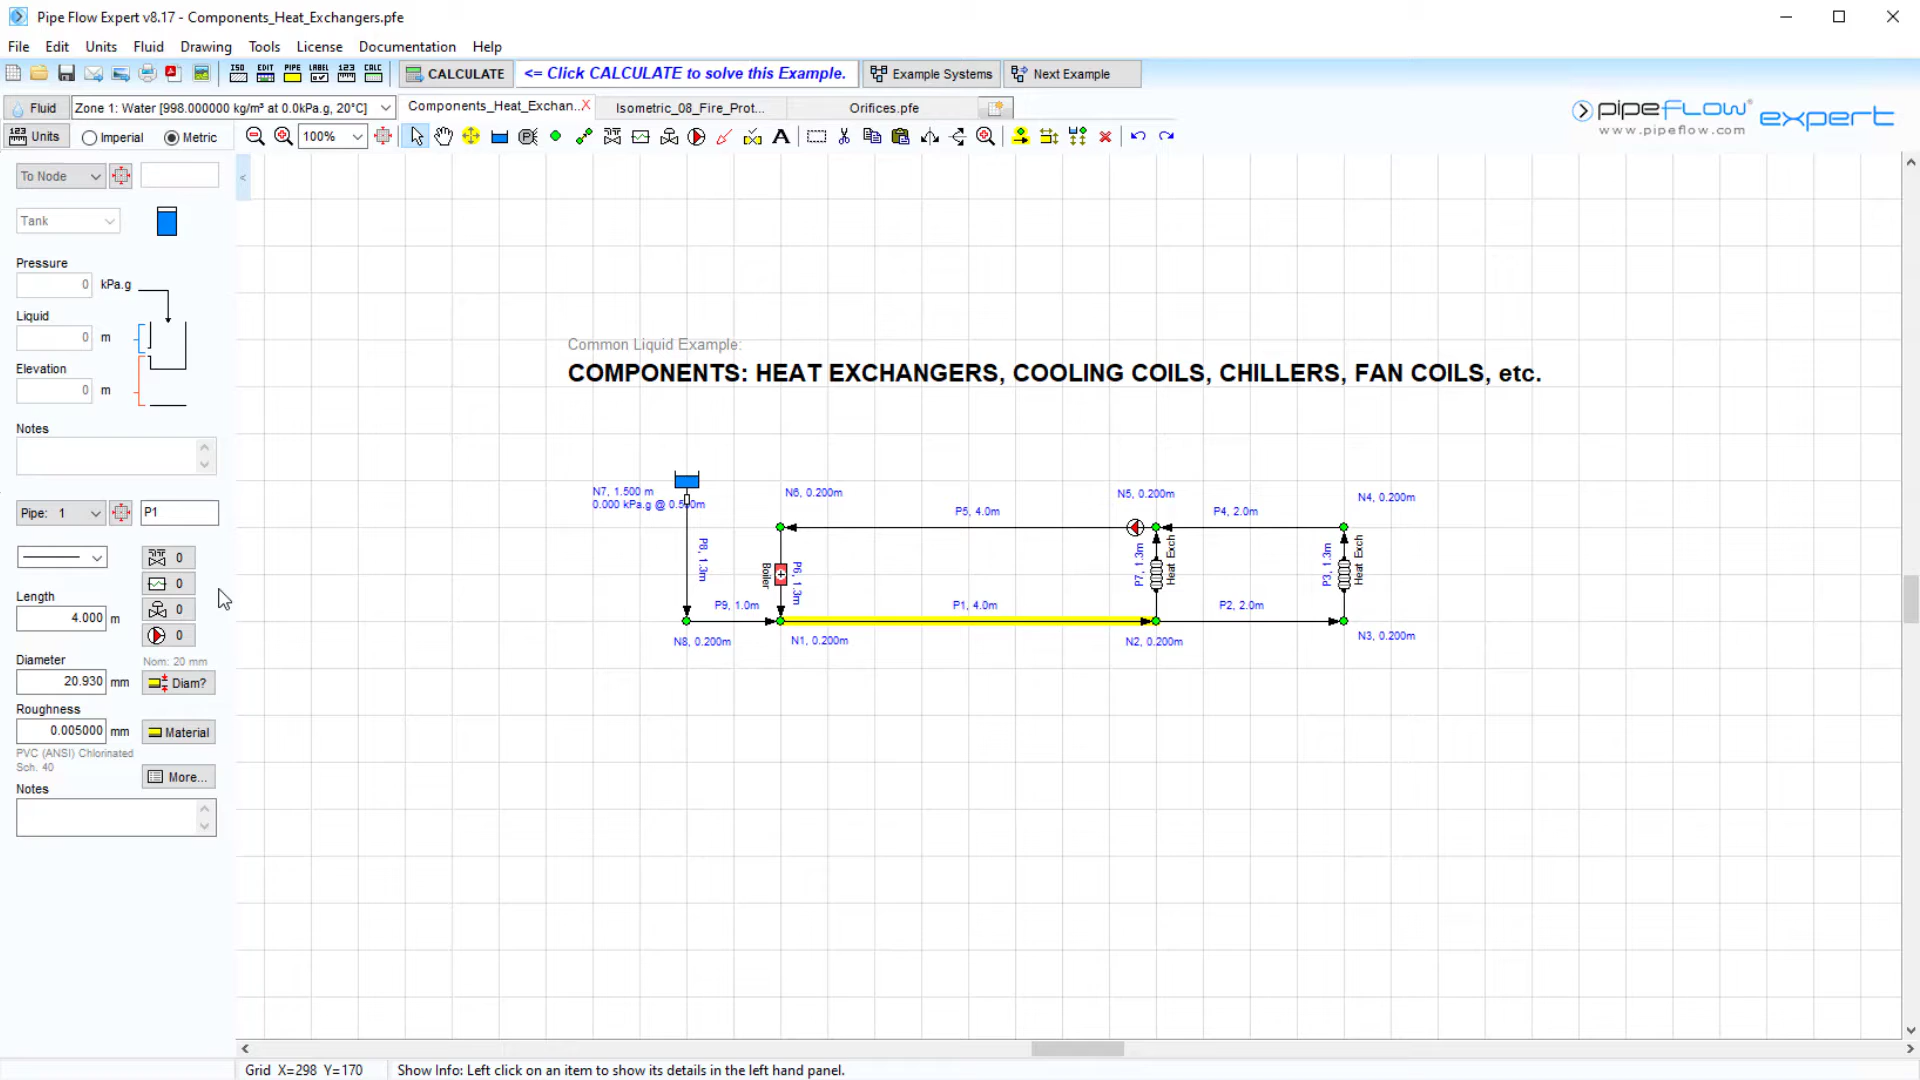 Pipe Flow Expert v8.17 - Components_Heat_Exchangers.pfe
File Edit Units Fluid Drawing Tools License Documentation Help
ISO EDIT PIPE LABEL 123 CALC CALCULATE <= Click CALCULATE to solve this Example. Example Systems Next Example
Fluid Zone 1: Water [998.000000 kg/m³ at 0.0kPa.g, 20°C] Components_Heat_Exchan..X Isometric_08_Fire_Prot... Orifices.pfe
pipeFLOW® expert
www.pipeflow.com
123 Units Imperial Metric 100% A
To Node
Tank
Pressure
0 kPa.g
Liquid
0 m
Elevation
0 m
Notes
Pipe: 1 P1
0
0
Length
4.000 m 0
0
Diameter Nom: 20 mm
20.930 mm Diam?
Roughness
0.005000 mm Material
PVC (ANSI) Chlorinated
Sch. 40
More...
Notes
Common Liquid Example:
COMPONENTS: HEAT EXCHANGERS, COOLING COILS, CHILLERS, FAN COILS, etc.
N7, 1.500 m
0.000 kPa.g @ 0.500m
N6, 0.200m
N5, 0.200m
N4, 0.200m
P5, 4.0m
P4, 2.0m
P8, 1.3m
Boiler
P6, 1.3m
P7, 1.3m
Heat Exch
P3, 1.3m
Heat Exch
P9, 1.0m
P1, 4.0m
P2, 2.0m
N8, 0.200m
N1, 0.200m
N2, 0.200m
N3, 0.200m
Grid X=298 Y=170 Show Info: Left click on an item to show its details in the left hand panel.